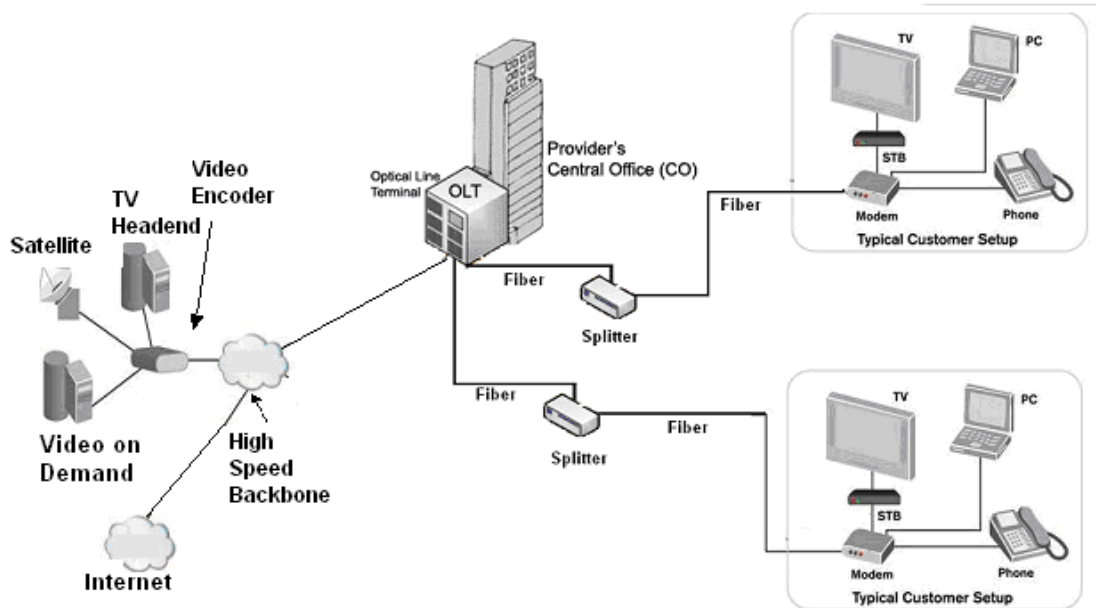 TV
PC
STB
Modem
Phone
Typical Customer Setup
Provider's
Central Office (CO)
Optical Line
Terminal
OLT
Video
Encoder
TV
Headend
Satellite
Fiber
Fiber
Splitter
Fiber
Fiber
Splitter
Video on
Demand
High
Speed
Backbone
Internet
TV
PC
STB
Modem
Phone
Typical Customer Setup